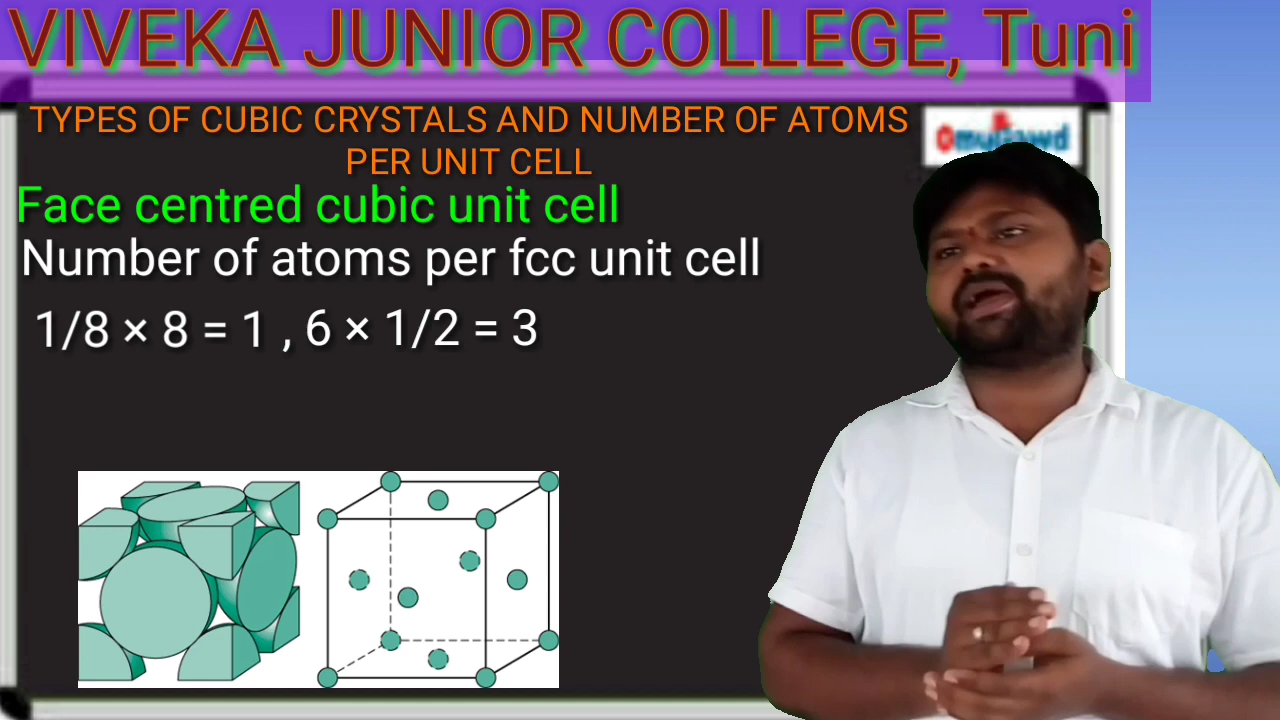 VIVEKA JUNIOR COLLEGE, Tuni
TYPES OF CUBIC CRYSTALS AND NUMBER OF ATOMS
PER UNIT CELL
Face centred cubic unit cell
Number of atoms per fcc unit cell
1/8 × 8 = 1 , 6 × 1/2 = 3